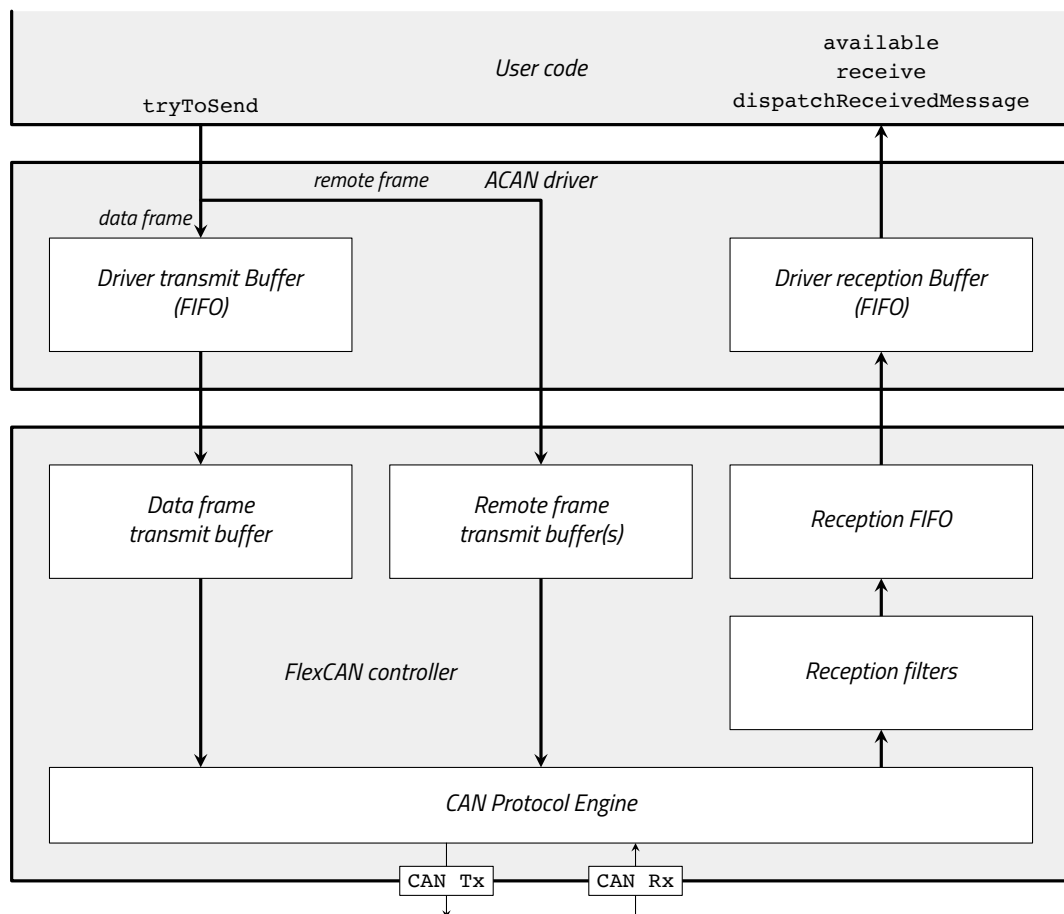 available
User code
receive
dispatchReceivedMessage
tryToSend
remote frame
ACAN driver
data frame
Driver transmit Buffer
(FIFO)
Driver reception Buffer
(FIFO)
Data frame
transmit buffer
Remote frame
transmit buffer(s)
Reception FIFO
FlexCAN controller
Reception filters
CAN Protocol Engine
CAN Tx
CAN Rx